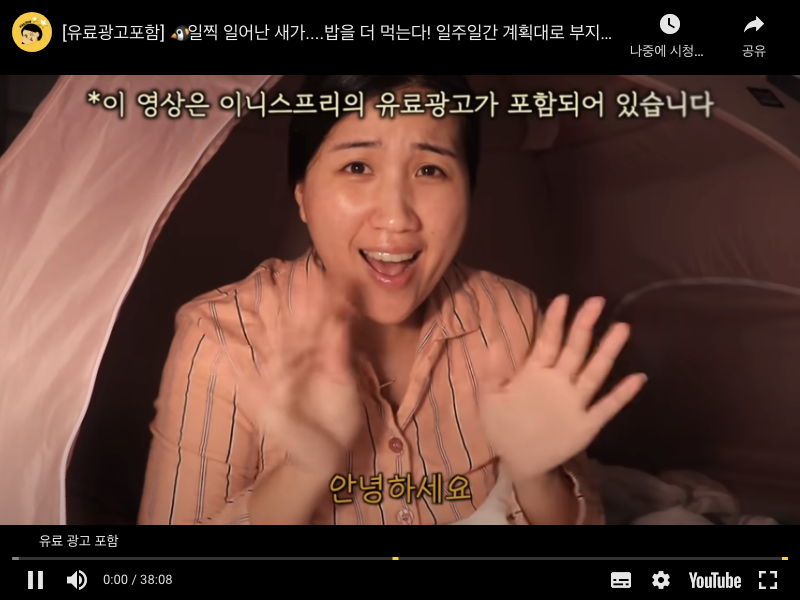 [유료광고포함] 🐧일찍 일어난 새가....밥을 더 먹는다! 일주일간 계획대로 부지...
나중에 시청...
공유
*이 영상은 이니스프리의 유료광고가 포함되어 있습니다
안녕하세요
유료 광고 포함
0:00 / 38:08
YouTube